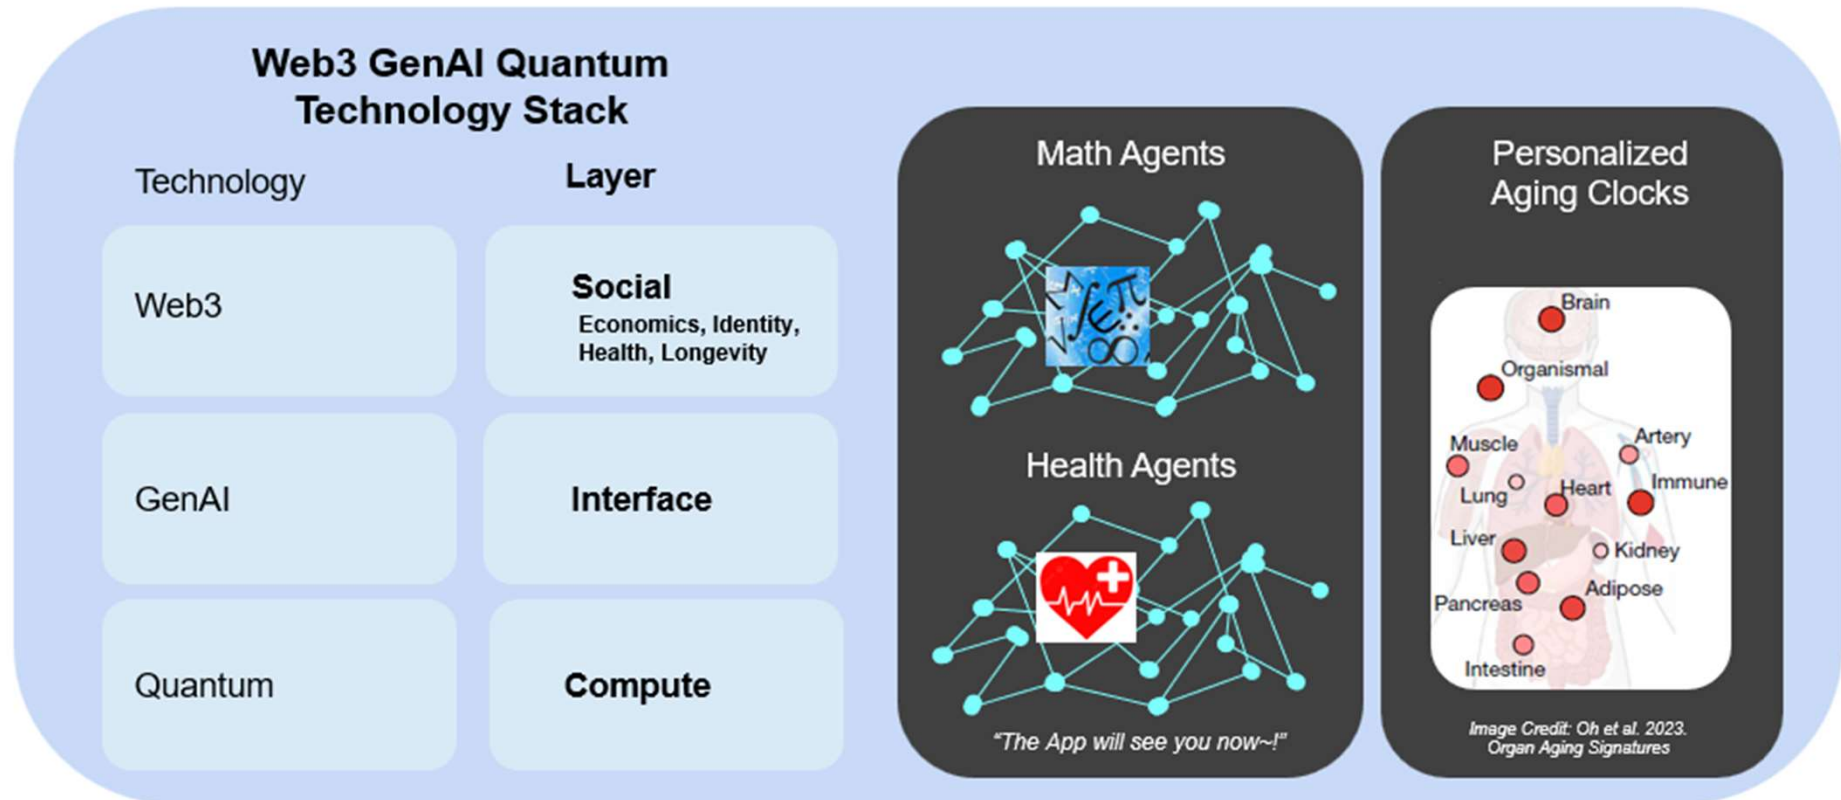 Web3 GenAI Quantum
Technology Stack
Technology
Layer
Web3
Social
Economics, Identity,
Health, Longevity
GenAI
Interface
Quantum
Compute
Math Agents
Health Agents
“The App will see you now~!”
Personalized
Aging Clocks
Brain
Organismal
Muscle
Artery
Lung
Heart
Immune
Liver
Kidney
Pancreas
Adipose
Intestine
Image Credit: Oh et al. 2023.
Organ Aging Signatures